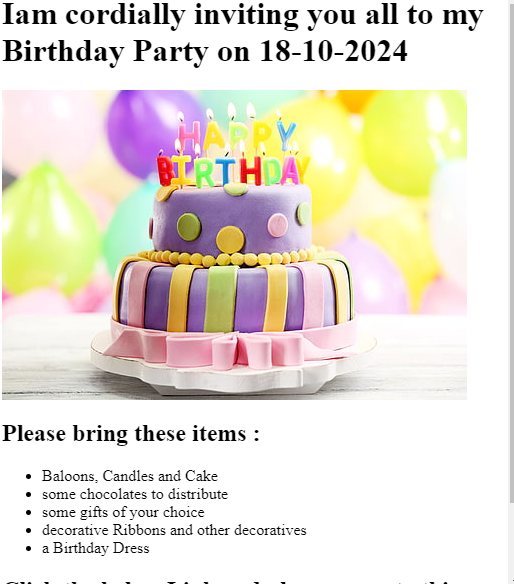 Iam cordially inviting you all to my
Birthday Party on 18-10-2024
HAPPY
BIRTHDAY
Please bring these items :
Baloons, Candles and Cake
some chocolates to distribute
some gifts of your choice
decorative Ribbons and other decoratives
a Birthday Dress